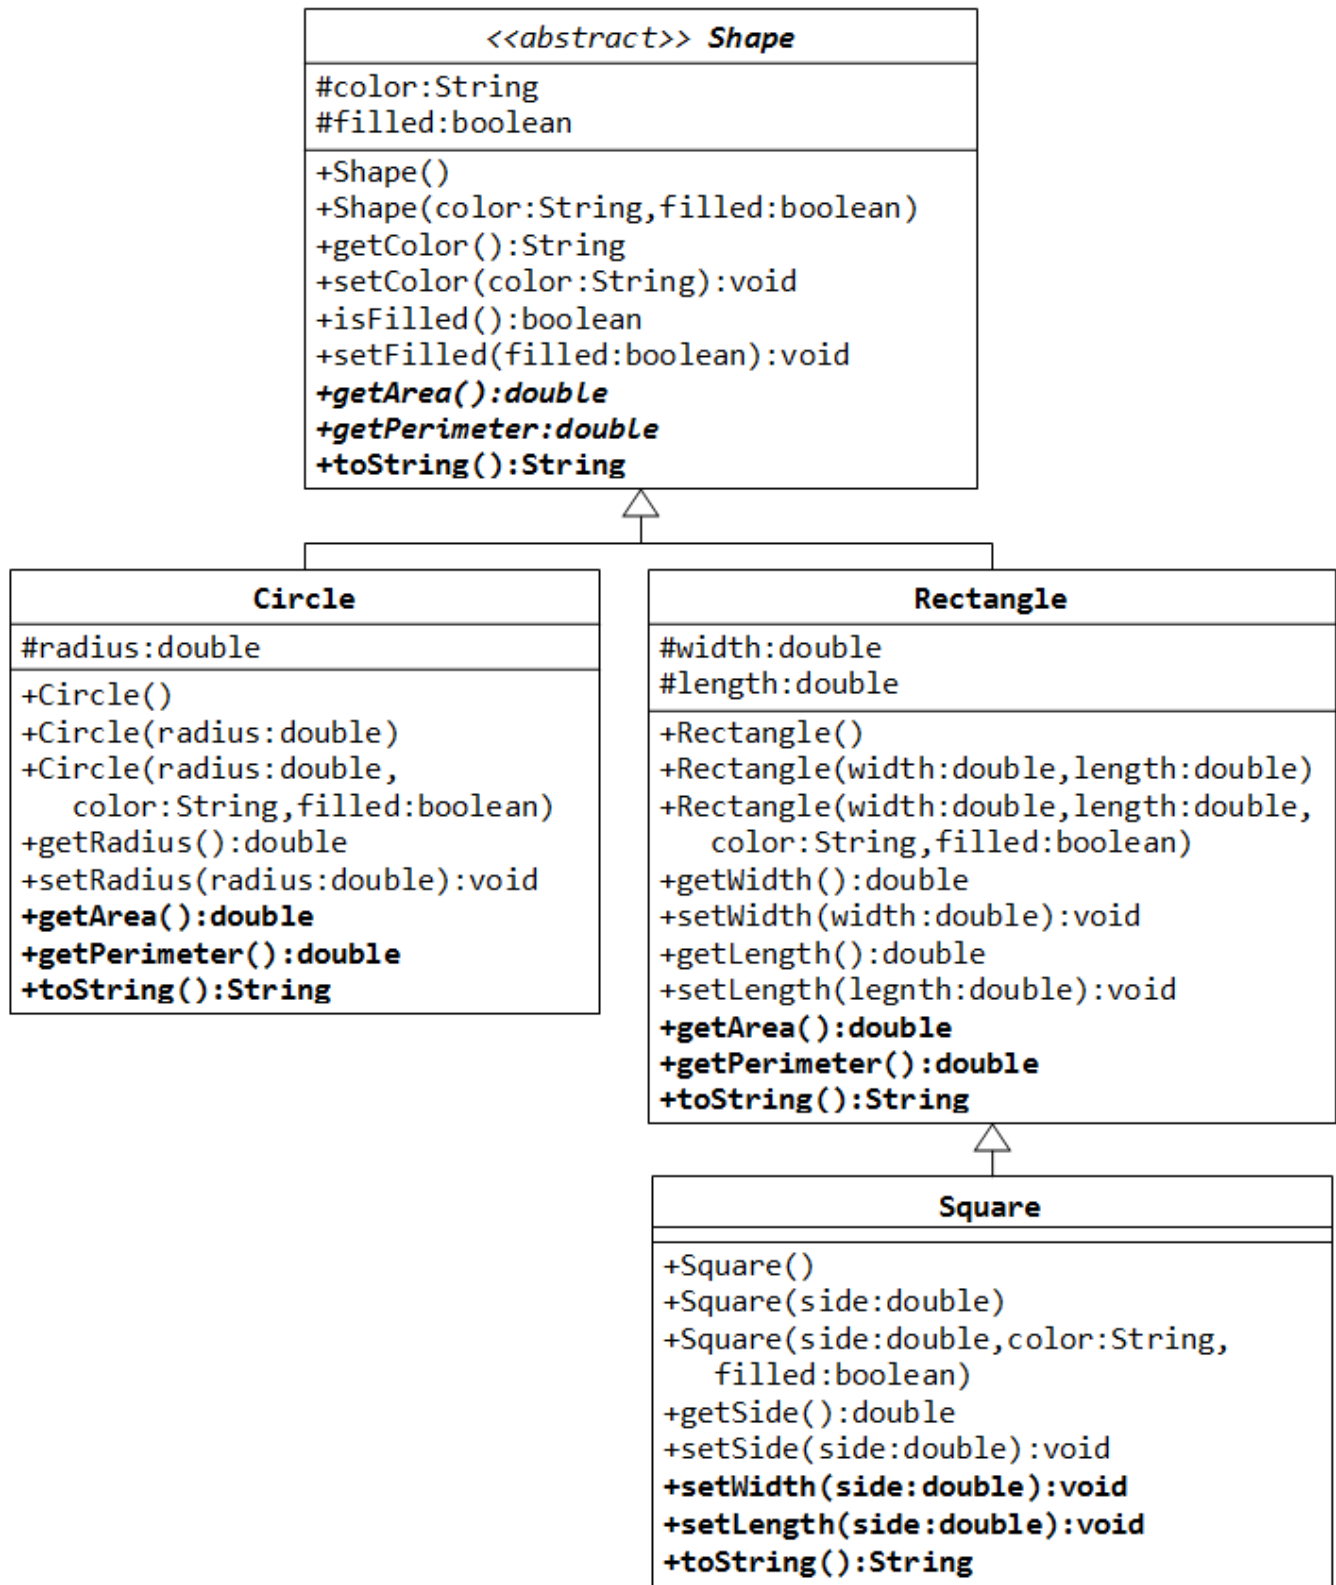 <<abstract>> Shape
#color:String
#filled:boolean
+Shape()
+Shape(color:String,filled:boolean)
+getColor():String
+setColor(color:String):void
+isFilled():boolean
+setFilled(filled:boolean):void
+getArea():double
+getPerimeter:double
+toString():String
Circle
#radius:double
+Circle()
+Circle(radius:double)
+Circle(radius:double,
color:String,filled:boolean)
+getRadius():double
+setRadius(radius:double):void
+getArea():double
+getPerimeter():double
+toString():String
Rectangle
#width:double
#length:double
+Rectangle()
+Rectangle(width:double,length:double)
+Rectangle(width:double,length:double,
color:String,filled:boolean)
+getWidth():double
+setWidth(width:double):void
+getLength():double
+setLength(legnth:double):void
+getArea():double
+getPerimeter():double
+toString():String
Square
+Square()
+Square(side:double)
+Square(side:double,color:String,
filled:boolean)
+getSide():double
+setSide(side:double):void
+setWidth(side:double):void
+setLength(side:double):void
+toString():String